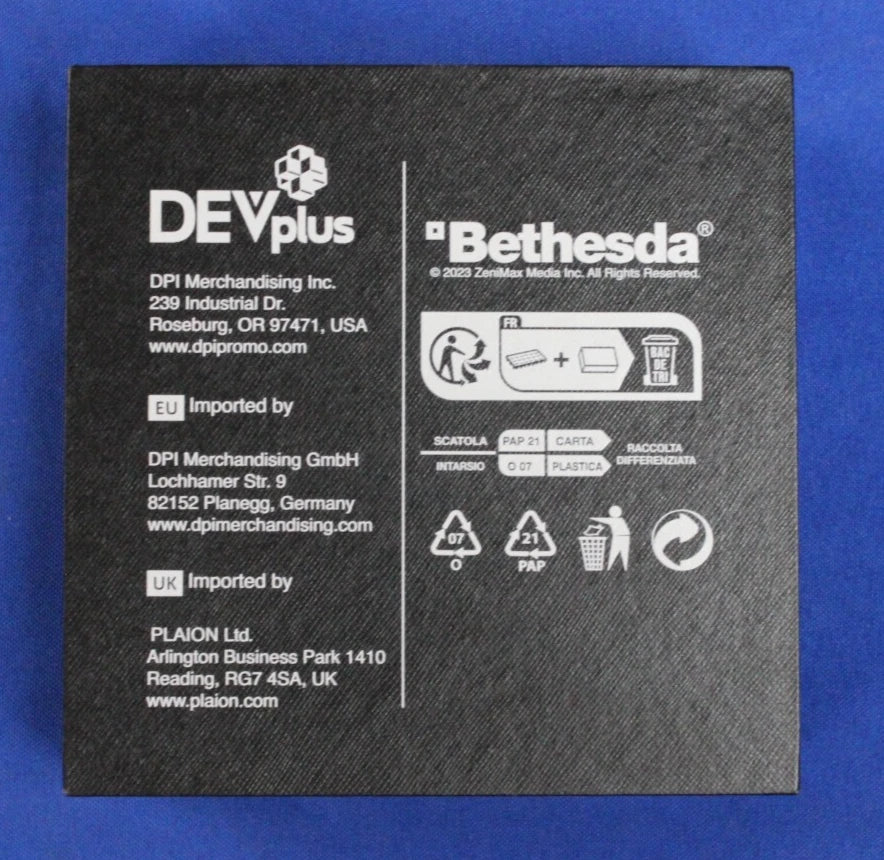 DEVplus
DPI Merchandising Inc.
239 Industrial Dr.
Roseburg, OR 97471, USA
www.dpipromo.com
EU Imported by
DPI Merchandising GmbH
Lochhamer Str. 9
82152 Planegg, Germany
www.dpimerchandising.com
UK Imported by
PLAION Ltd.
Arlington Business Park 1410
Reading, RG7 4SA, UK
www.plaion.com
Bethesda®
© 2023 ZeniMax Media Inc. All Rights Reserved.
FR
+
BAC
DE
TRI
SCATOLA PAP 21 CARTA
INTARSIO O 07 PLASTICA
RACCOLTA
DIFFERENZIATA
07
O
21
PAP